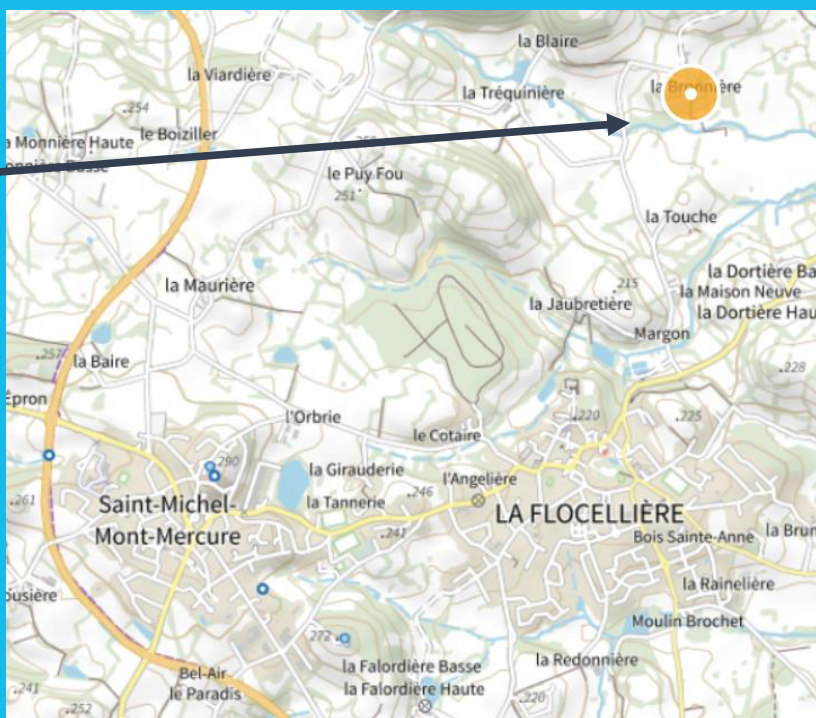 la Blaire
la Viardière
la Bronnière
la Tréquinière
254
le Boiziller
a Monnière Haute
le Puy Fou
251
la Touche
la Maurière
215
la Dortière Ba
la Maison Neuve
la Jaubretière
la Dortière Hau
Margon
257
la Baire
228
Épron
l'Orbrie
220
225
le Cotaire
290
la Girauderie
l'Angelière
261
Saint-Michel-
Mont-Mercure
la Tannerie
246
LA FLOCELLIÈRE
241
Bois Sainte-Anne
la Brun
ousière
la Rainelière
272
Moulin Brochet
Bel-Air
le Paradis
la Falordière Basse
la Redonnière
la Falordière Haute
241
252
220